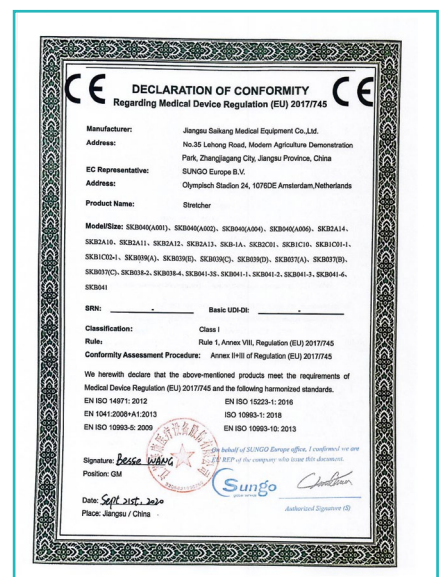 CE
DECLARATION OF CONFORMITY
CE
Regarding Medical Device Regulation (EU) 2017/745
Manufacturer: Jiangsu Saikang Medical Equipment Co.,Ltd.
Address: No.35 Lehong Road, Modern Agriculture Demonstration
Park, Zhangjiagang City, Jiangsu Province, China
EC Representative: SUNGO Europe B.V.
Address: Olympisch Stadion 24, 1076DE Amsterdam,Netherlands
Product Name: Stretcher
Model/Size: SKB040(A001)、SKB040(A002)、SKB040(A004)、SKB040(A006)、SKB2A14、
SKB2A10、SKB2A11、SKB2A12、SKB2A13、SKB-1A、SKB2C01、SKB1C10、SKB1C01-1、
SKB1C02-1、SKB039(A)、SKB039(E)、SKB039(C)、SKB039(D)、SKB037(A)、SKB037(B)、
SKB037(C)、SKB038-2、SKB038-4、SKB041-3S、SKB041-1、SKB041-2、SKB041-3、SKB041-6、
SKB041
SRN: - Basic UDI-DI: -
Classification: Class I
Rule: Rule 1, Annex VIII, Regulation (EU) 2017/745
Conformity Assessment Procedure: Annex II+III of Regulation (EU) 2017/745
We herewith declare that the above-mentioned products meet the requirements of
Medical Device Regulation (EU) 2017/745 and the following harmonized standards.
EN ISO 14971: 2012 EN ISO 15223-1: 2016
EN 1041:2008+A1:2013 ISO 10993-1: 2018
EN ISO 10993-5: 2009 EN ISO 10993-10: 2013
On behalf of SUNGO Europe office, I confirmed we are
EU REP of the company who issue this document.
Signature: Besse WANG
Position: GM
Sungo
Date: Sept 21st, 2020
Authorized Signature (S)
Place: Jiangsu / China